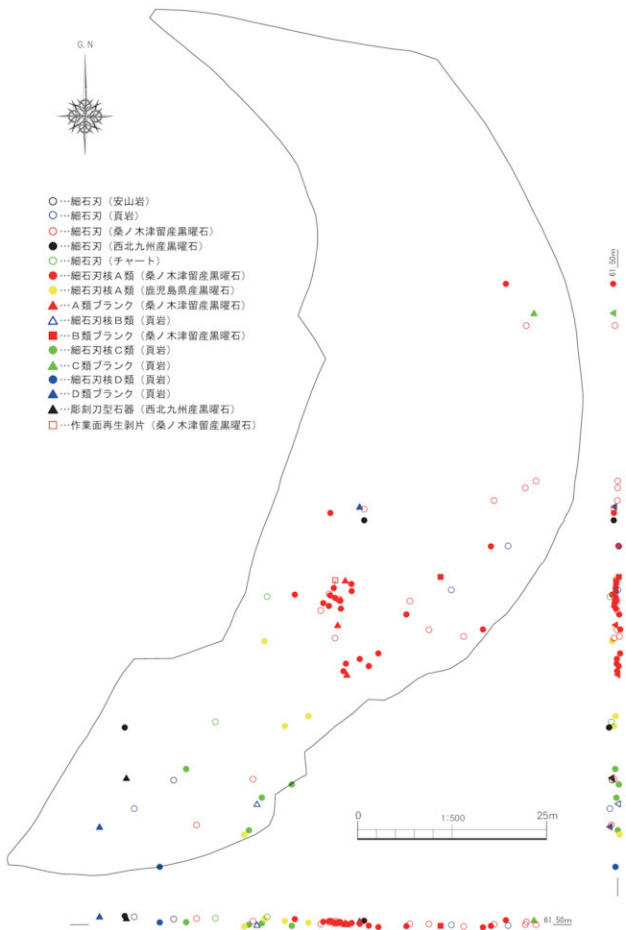 G.N
○…細石刃（安山岩）
○…細石刃（頁岩）
○…細石刃（桑ノ木津留産黒曜石）
●…細石刃（西北九州産黒曜石）
○…細石刃（チャート）
●…細石刃核A類（桑ノ木津留産黒曜石）
●…細石刃核A類（鹿児島県産黒曜石）
▲…A類ブランク（桑ノ木津留産黒曜石）
△…細石刃核B類（頁岩）
■…B類ブランク（桑ノ木津留産黒曜石）
●…細石刃核C類（頁岩）
▲…C類ブランク（頁岩）
●…細石刃核D類（頁岩）
▲…D類ブランク（頁岩）
▲…彫刻刀型石器（西北九州産黒曜石）
□…作業面再生剥片（桑ノ木津留産黒曜石）
61.50m
0 1:500 25m
61.50m